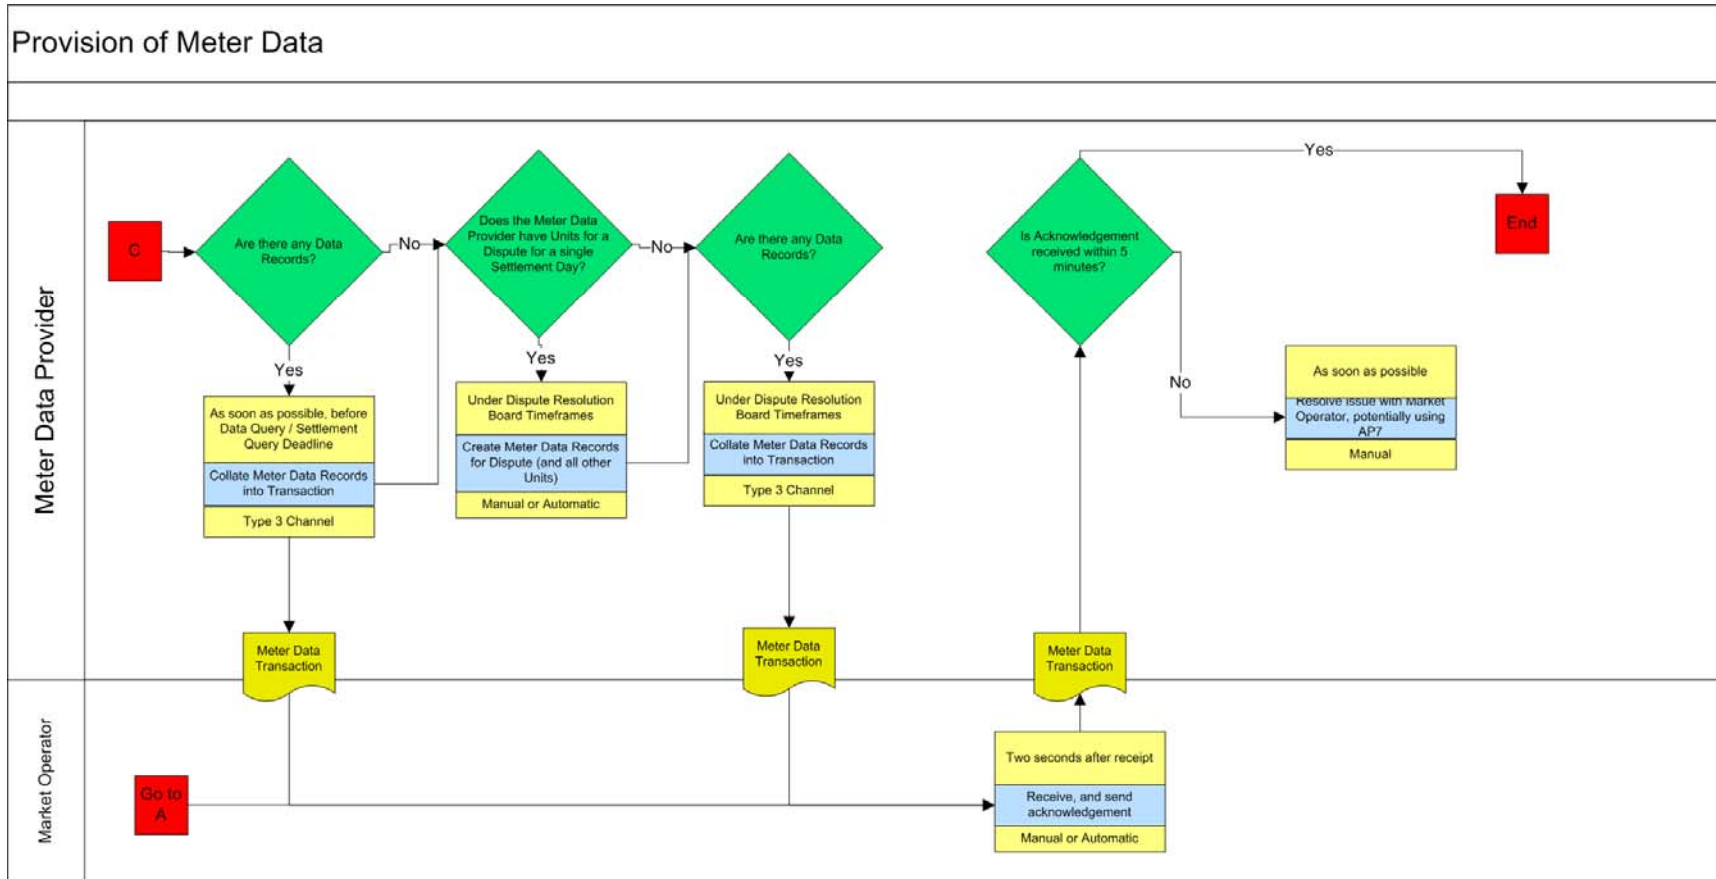 Provision of Meter Data
Meter Data Provider
C
Are there any Data
Records?
No
Yes
As soon as possible, before
Data Query / Settlement
Query Deadline
Collate Meter Data Records
into Transaction
Type 3 Channel
Meter Data
Transaction
Does the Meter Data
Provider have Units for a
Dispute for a single
Settlement Day?
No
Yes
Under Dispute Resolution
Board Timeframes
Create Meter Data Records
for Dispute (and all other
Units)
Manual or Automatic
Are there any Data
Records?
Yes
Under Dispute Resolution
Board Timeframes
Collate Meter Data Records
into Transaction
Type 3 Channel
Meter Data
Transaction
Is Acknowledgement
received within 5
minutes?
Yes
End
No
As soon as possible
Resolve issue with Market
Operator, potentially using
AP7
Manual
Meter Data
Transaction
Market Operator
Go to
A
Two seconds after receipt
Receive, and send
acknowledgement
Manual or Automatic